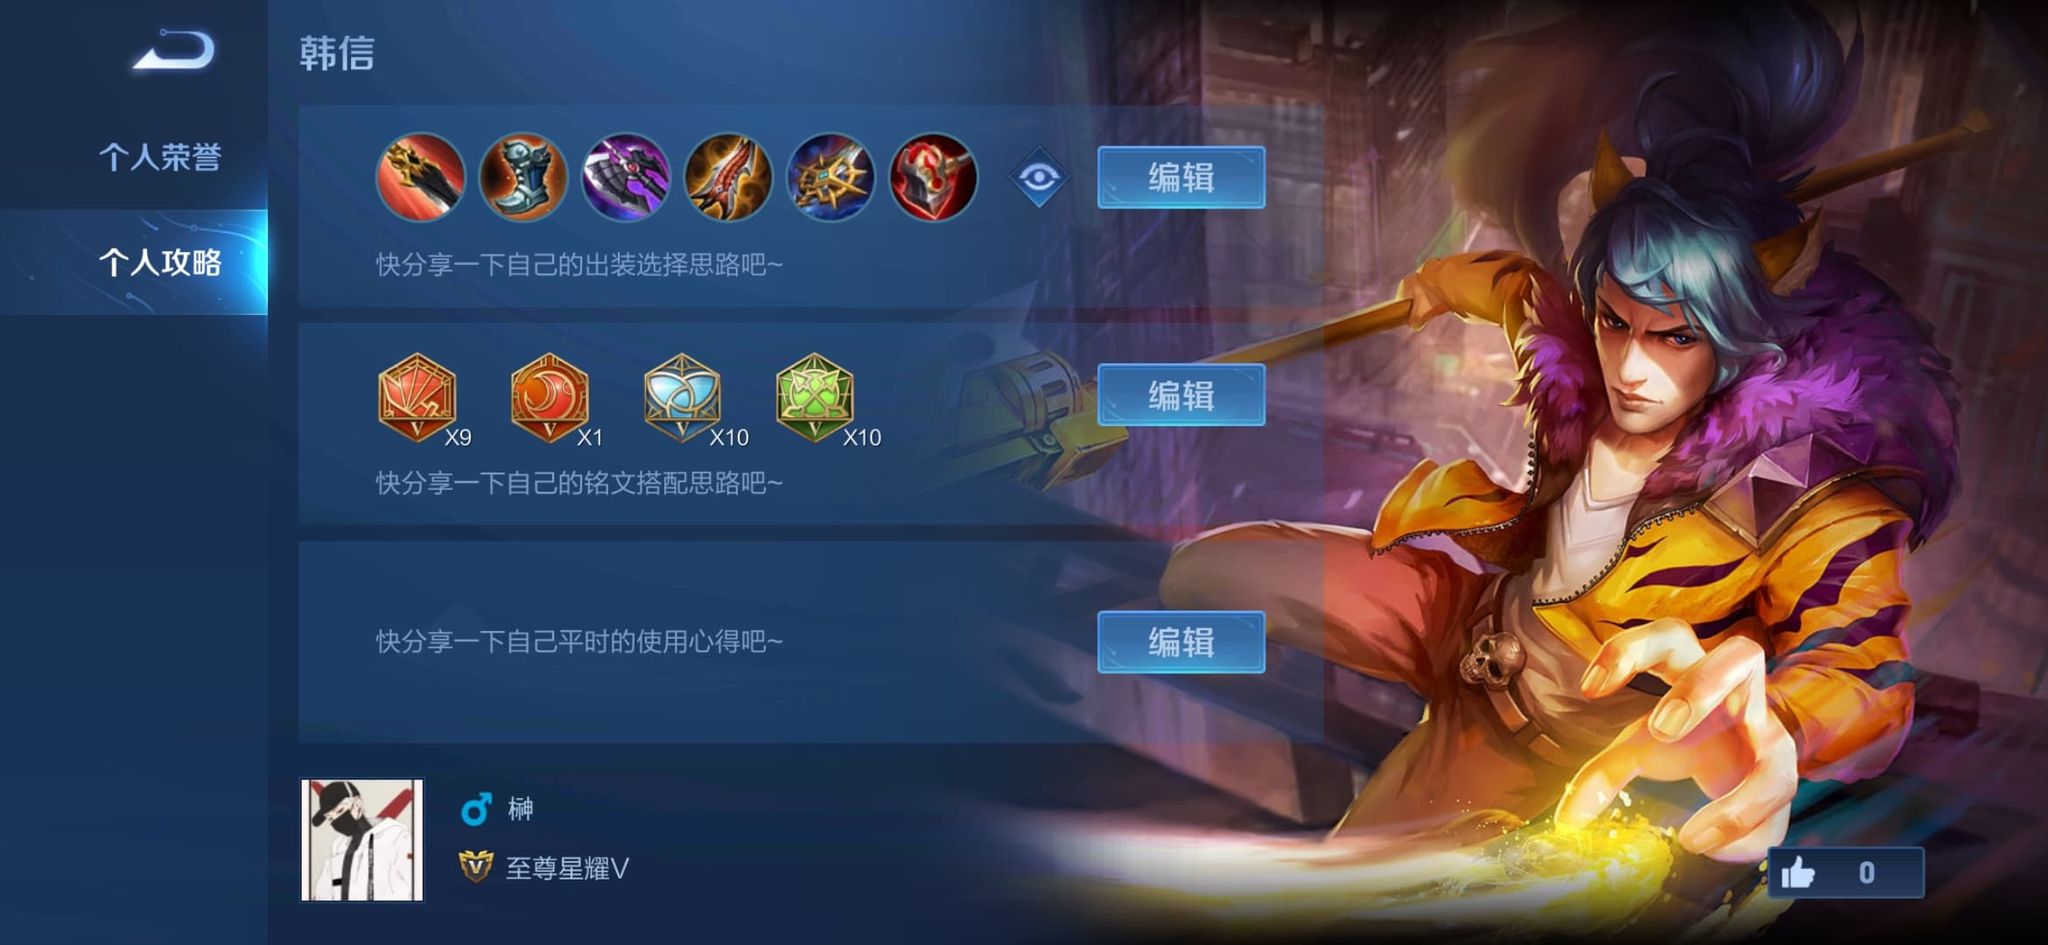 韩信
个人荣誉
个人攻略
编辑
快分享一下自己的出装选择思路吧~
V X9
V X1
V X10
V X10
编辑
快分享一下自己的铭文搭配思路吧~
快分享一下自己平时的使用心得吧~
编辑
榊
V 至尊星耀V
0